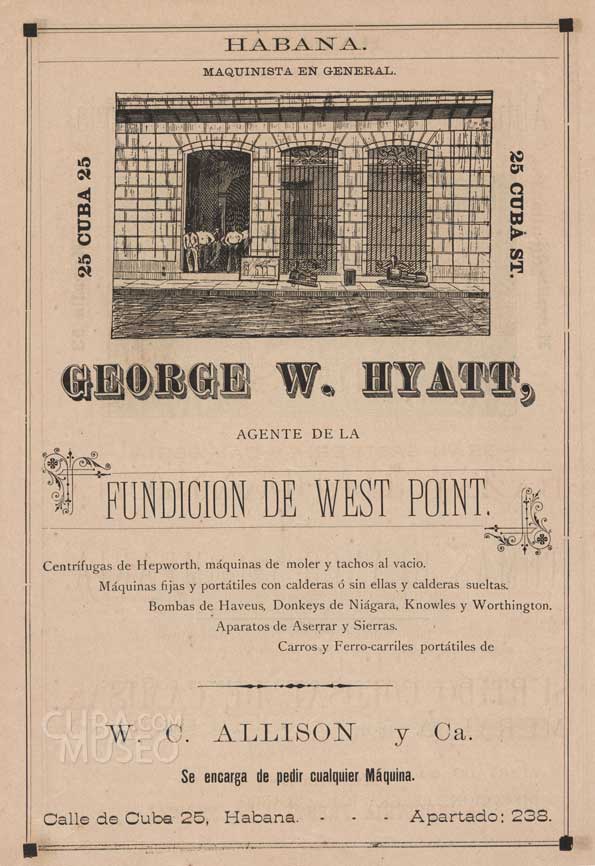 HABANA.
MAQUINISTA EN GENERAL.
25 CUBA 25
25 CUBA ST.
GEORGE W. HYATT,
AGENTE DE LA
FUNDICION DE WEST POINT.
Centrífugas de Hepworth, máquinas de moler y tachos al vacio.
Máquinas fijas y portátiles con calderas ó sin ellas y calderas sueltas.
Bombas de Haveus, Donkeys de Niágara, Knowles y Worthington.
Aparatos de Aserrar y Sierras.
Carros y Ferro-carriles portátiles de
W. C. ALLISON y Ca.
Se encarga de pedir cualquier Máquina.
Calle de Cuba 25, Habana. - - - Apartado: 238.
CUBA.COM
MUSEO